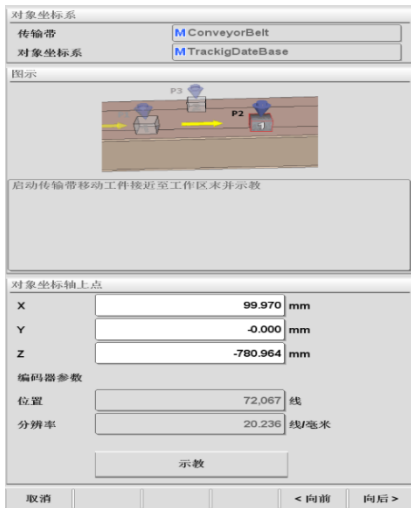 对象坐标系
传输带 M ConveyorBelt
对象坐标系 M TrackigDateBase
图示
P3
P2
启动传输带移动工件接近至工作区末并示教
对象坐标轴上点
X 99.970 mm
Y -0.000 mm
Z -780.964 mm
编码器参数
位置 72,067 线
分辨率 20.236 线/毫米
示教
取消 < 向前 向后 >